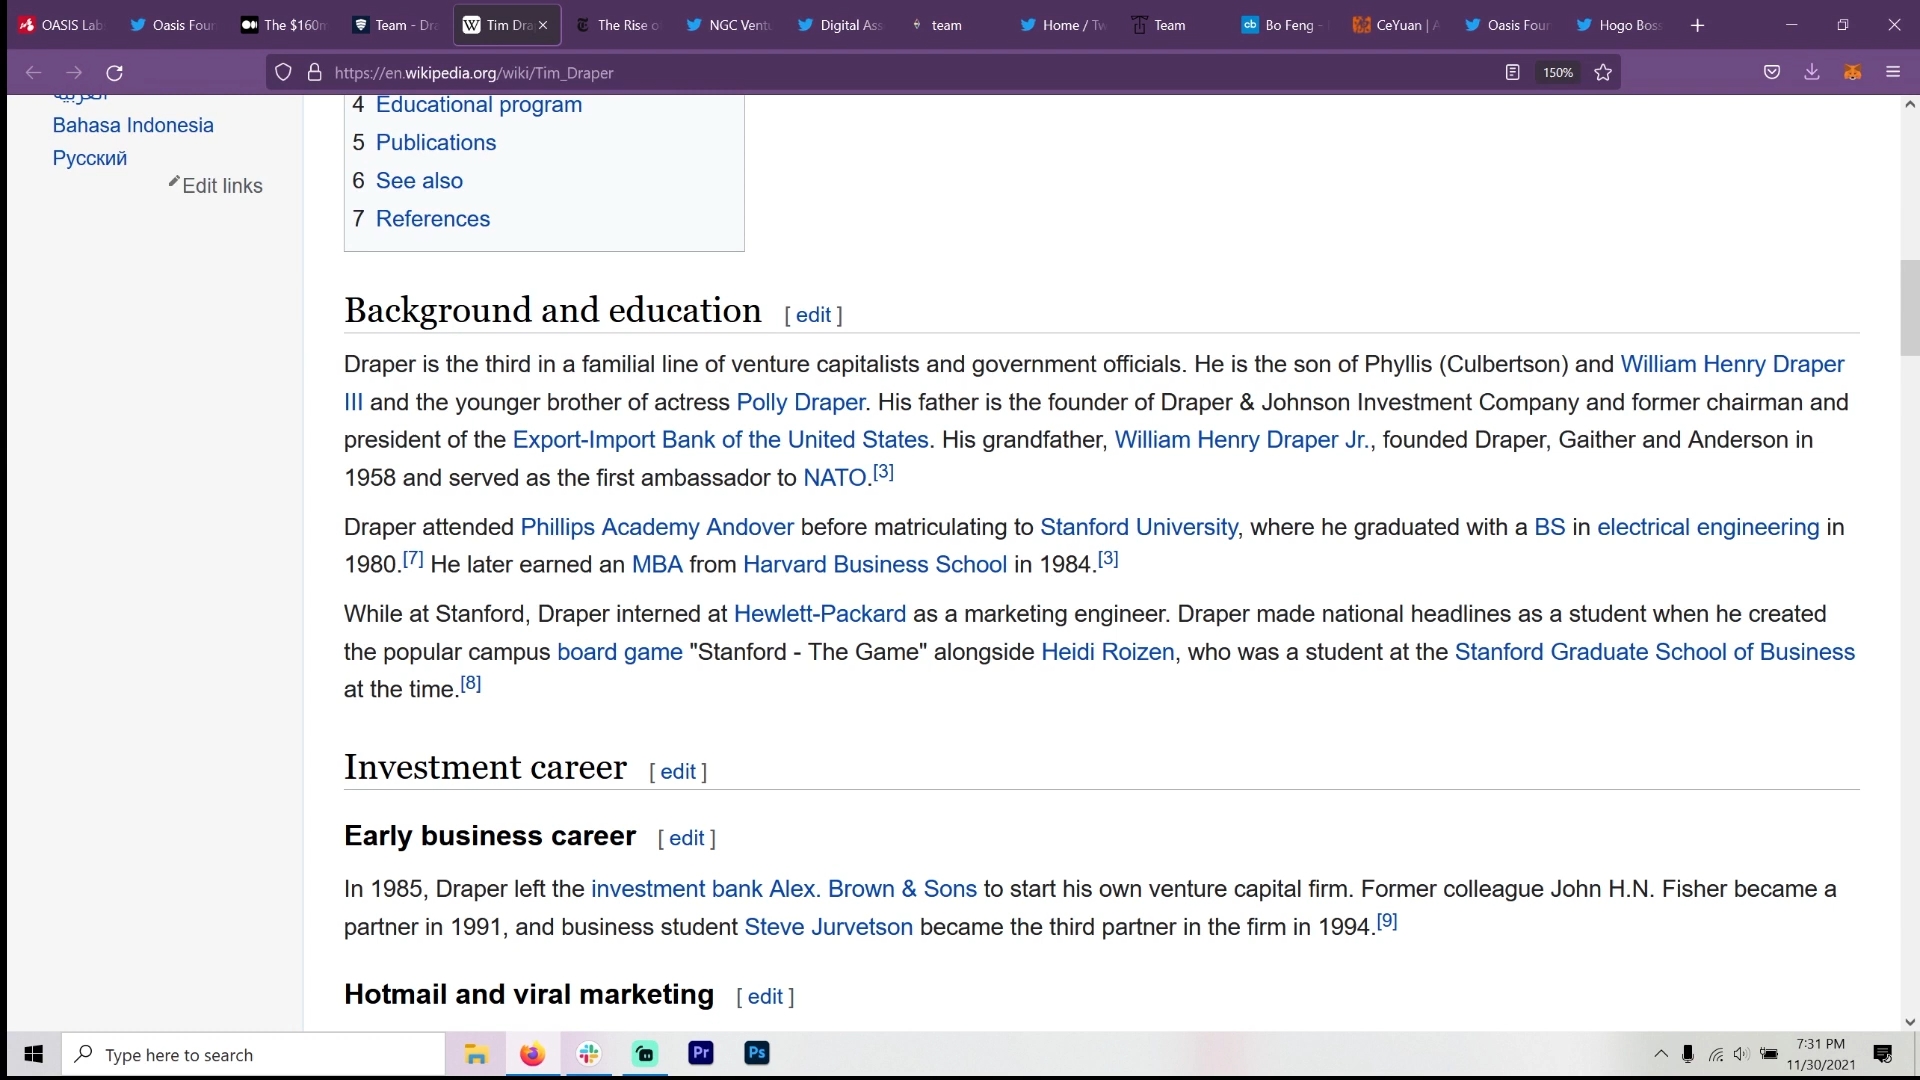 OASIS Lab
Oasis Foun
The $160m
Team - Dra
Tim Dra
The Rise o
NGC Ventu
Digital Ass
team
Home / Tw
Team
Bo Feng -
CeYuan | A
Oasis Foun
Hogo Boss
https://en.wikipedia.org/wiki/Tim_Draper
150%
Bahasa Indonesia
Русский
Edit links
4 Educational program
5 Publications
6 See also
7 References
Background and education [ edit ]
Draper is the third in a familial line of venture capitalists and government officials. He is the son of Phyllis (Culbertson) and William Henry Draper
III and the younger brother of actress Polly Draper. His father is the founder of Draper & Johnson Investment Company and former chairman and
president of the Export-Import Bank of the United States. His grandfather, William Henry Draper Jr., founded Draper, Gaither and Anderson in
1958 and served as the first ambassador to NATO.[3]
Draper attended Phillips Academy Andover before matriculating to Stanford University, where he graduated with a BS in electrical engineering in
1980.[7] He later earned an MBA from Harvard Business School in 1984.[3]
While at Stanford, Draper interned at Hewlett-Packard as a marketing engineer. Draper made national headlines as a student when he created
the popular campus board game "Stanford - The Game" alongside Heidi Roizen, who was a student at the Stanford Graduate School of Business
at the time.[8]
Investment career [ edit ]
Early business career [ edit ]
In 1985, Draper left the investment bank Alex. Brown & Sons to start his own venture capital firm. Former colleague John H.N. Fisher became a
partner in 1991, and business student Steve Jurvetson became the third partner in the firm in 1994.[9]
Hotmail and viral marketing [ edit ]
Type here to search
Pr
Ps
7:31 PM
11/30/2021